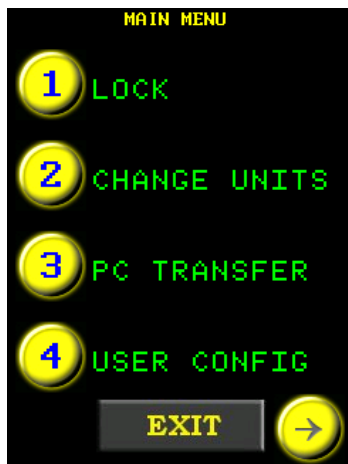 MAIN MENU
1 LOCK
2 CHANGE UNITS
3 PC TRANSFER
4 USER CONFIG
EXIT →